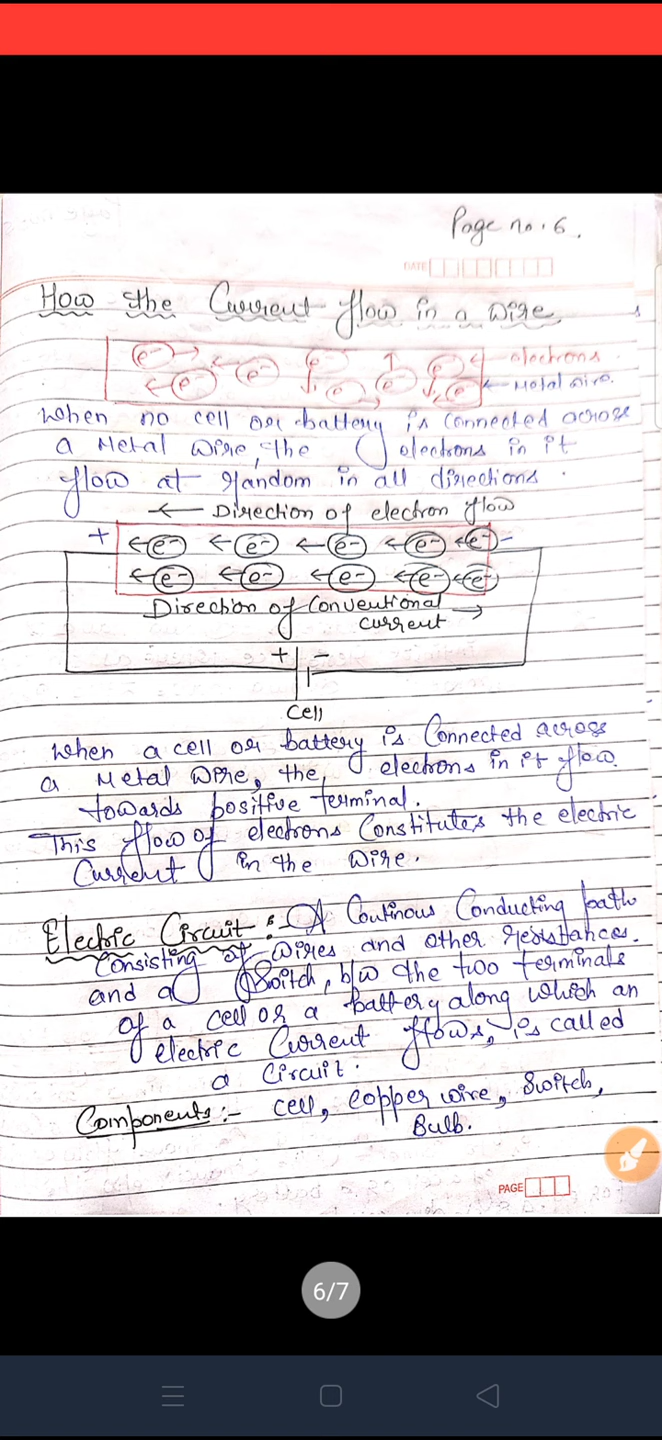 Page no. 6.
DATE
How the Current flow in a wire
e- e- e- e- e- electrons
e- e- e- Metal wire.
When no cell or battery is connected across
a Metal wire, the electrons in it
flow at random in all directions.
← Direction of electron flow
+ ←e- ←e- ←e- ←e- ←e- -
←e- ←e- ←e- ←e- ←e-
Direction of Conventional →
current
+ -
Cell
When a cell or battery is Connected across
a Metal wire, the electrons in it flow
towards positive terminal.
This flow of electrons Constitutes the electric
Current in the wire.
Electric Circuit :- A Coutinous Conducting path
Consisting of wires and other resistances
and a Switch, b/w the two terminals
of a cell or a battery along which an
electric Current flows, is called
a Circuit.
Components :- cell, copper wire, Switch,
Bulb.
PAGE
6/7